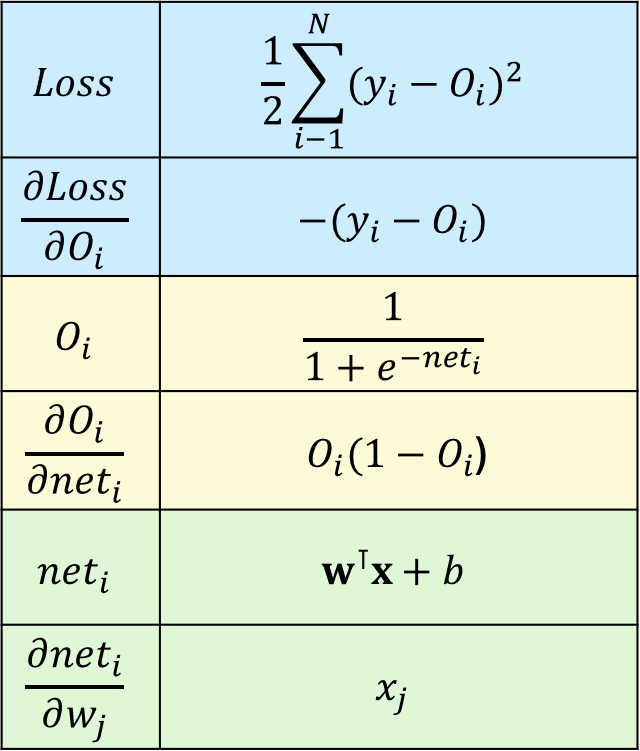 Loss
½∑_{i−1}^{N}(y_i − O_i)²
∂Loss/∂O_i
−(y_i − O_i)
O_i
1/(1 + e^{−net_i})
∂O_i/∂net_i
O_i(1 − O_i)
net_i
𝐰^⊺𝐱 + b
∂net_i/∂w_j
x_j